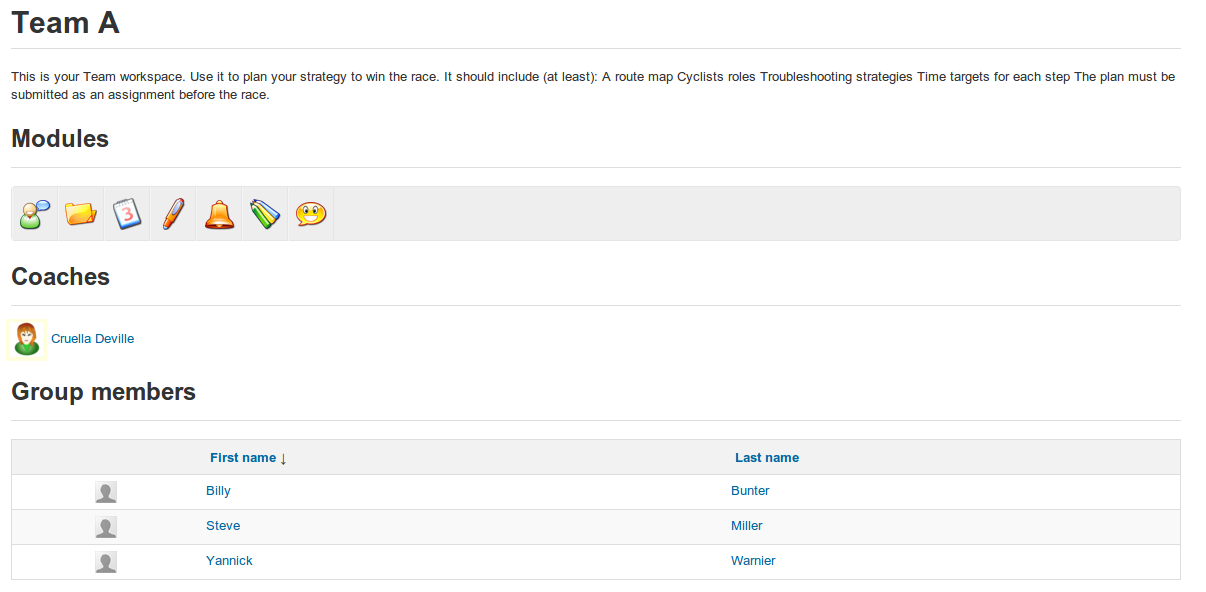 Team A
This is your Team workspace. Use it to plan your strategy to win the race. It should include (at least): A route map Cyclists roles Troubleshooting strategies Time targets for each step The plan must be
submitted as an assignment before the race.
Modules
3
Coaches
Cruella Deville
Group members
First name ↓ Last name
Billy Bunter
Steve Miller
Yannick Warnier